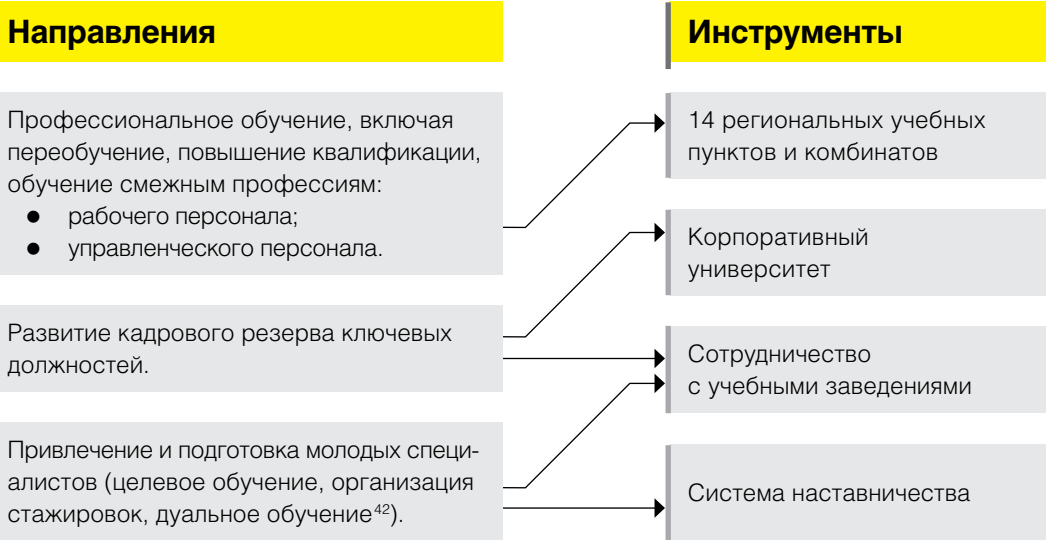 Направления
Профессиональное обучение, включая
переобучение, повышение квалификации,
обучение смежным профессиям:
● рабочего персонала;
● управленческого персонала.
Развитие кадрового резерва ключевых
должностей.
Привлечение и подготовка молодых специ-
алистов (целевое обучение, организация
стажировок, дуальное обучение⁴²).
Инструменты
14 региональных учебных
пунктов и комбинатов
Корпоративный
университет
Сотрудничество
с учебными заведениями
Система наставничества